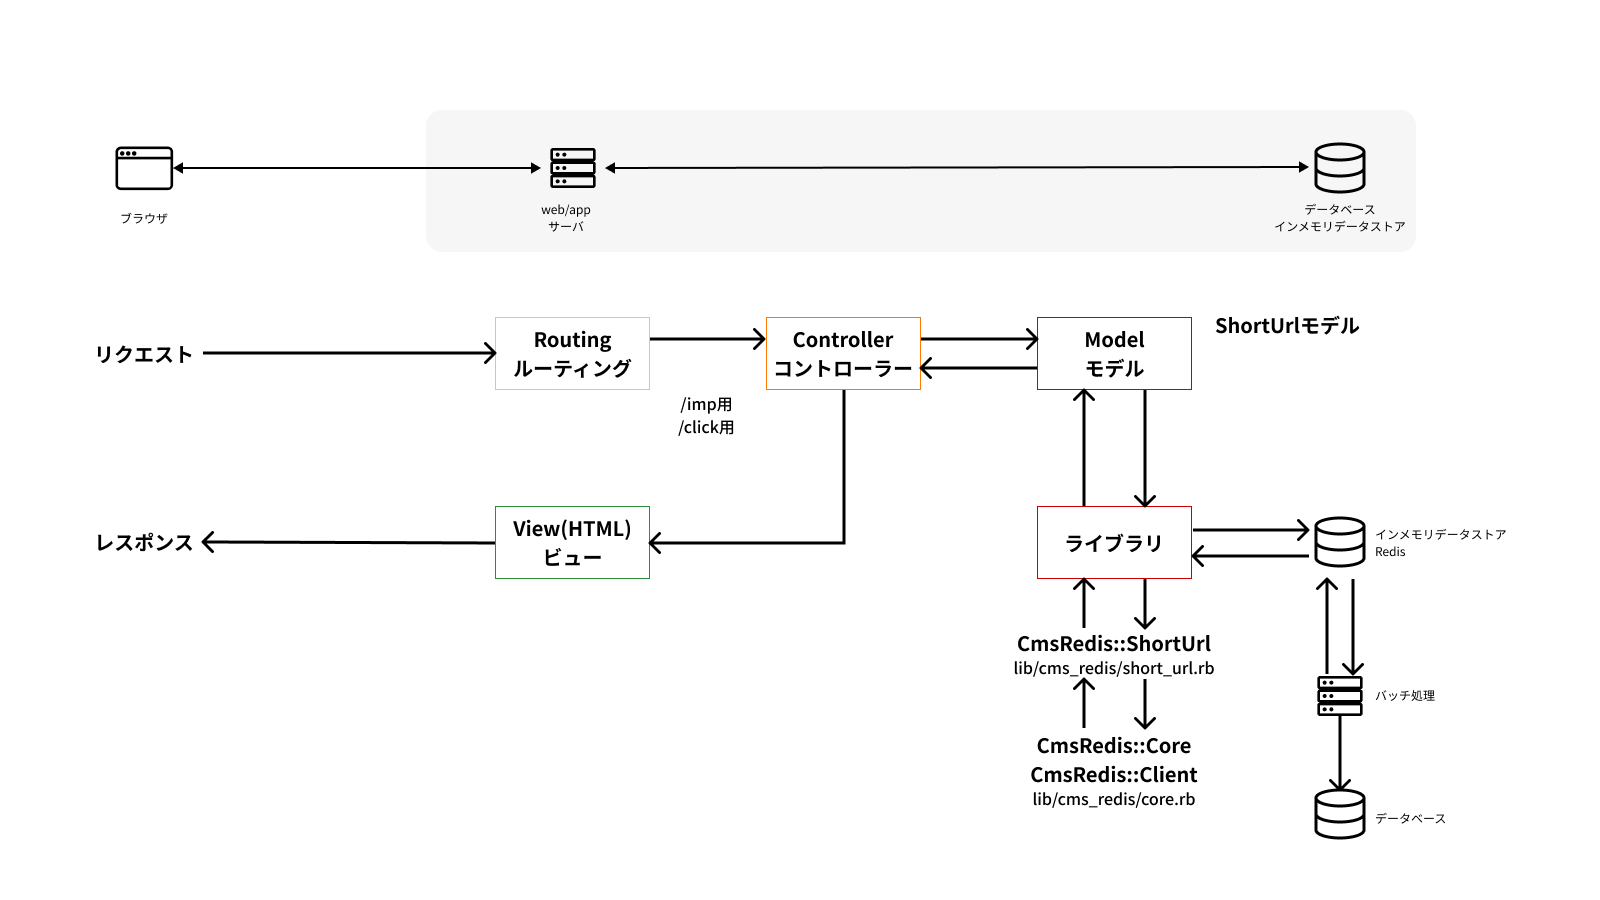 ブラウザ
web/app
サーバ
データベース
インメモリデータストア
リクエスト
Routing
ルーティング
/imp用
/click用
Controller
コントローラー
Model
モデル
ShortUrlモデル
レスポンス
View(HTML)
ビュー
ライブラリ
インメモリデータストア
Redis
CmsRedis::ShortUrl
lib/cms_redis/short_url.rb
バッチ処理
CmsRedis::Core
CmsRedis::Client
lib/cms_redis/core.rb
データベース